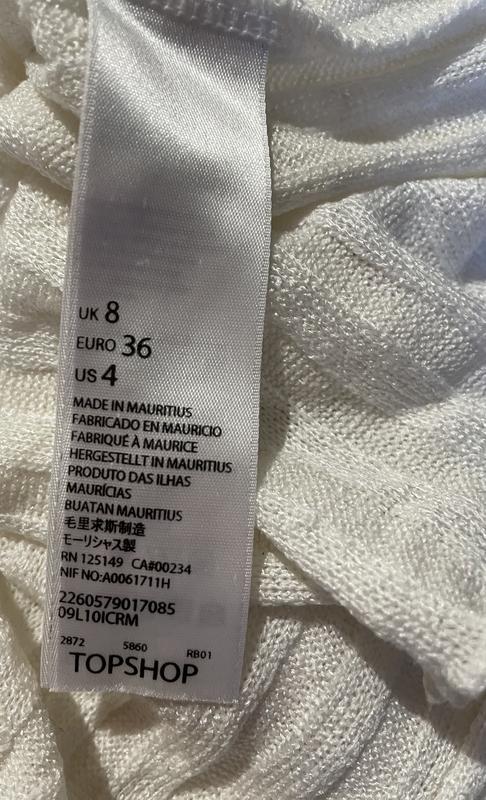 UK 8
EURO 36
US 4
MADE IN MAURITIUS
FABRICADO EN MAURICIO
FABRIQUÉ À MAURICE
HERGESTELLT IN MAURITIUS
PRODUTO DAS ILHAS
MAURÍCIAS
BUATAN MAURITIUS
毛里求斯制造
モーリシャス製
RN 125149 CA#00234
NIF NO:A0061711H
2260579017085
09L10ICRM
2872 5860 RB01
TOPSHOP